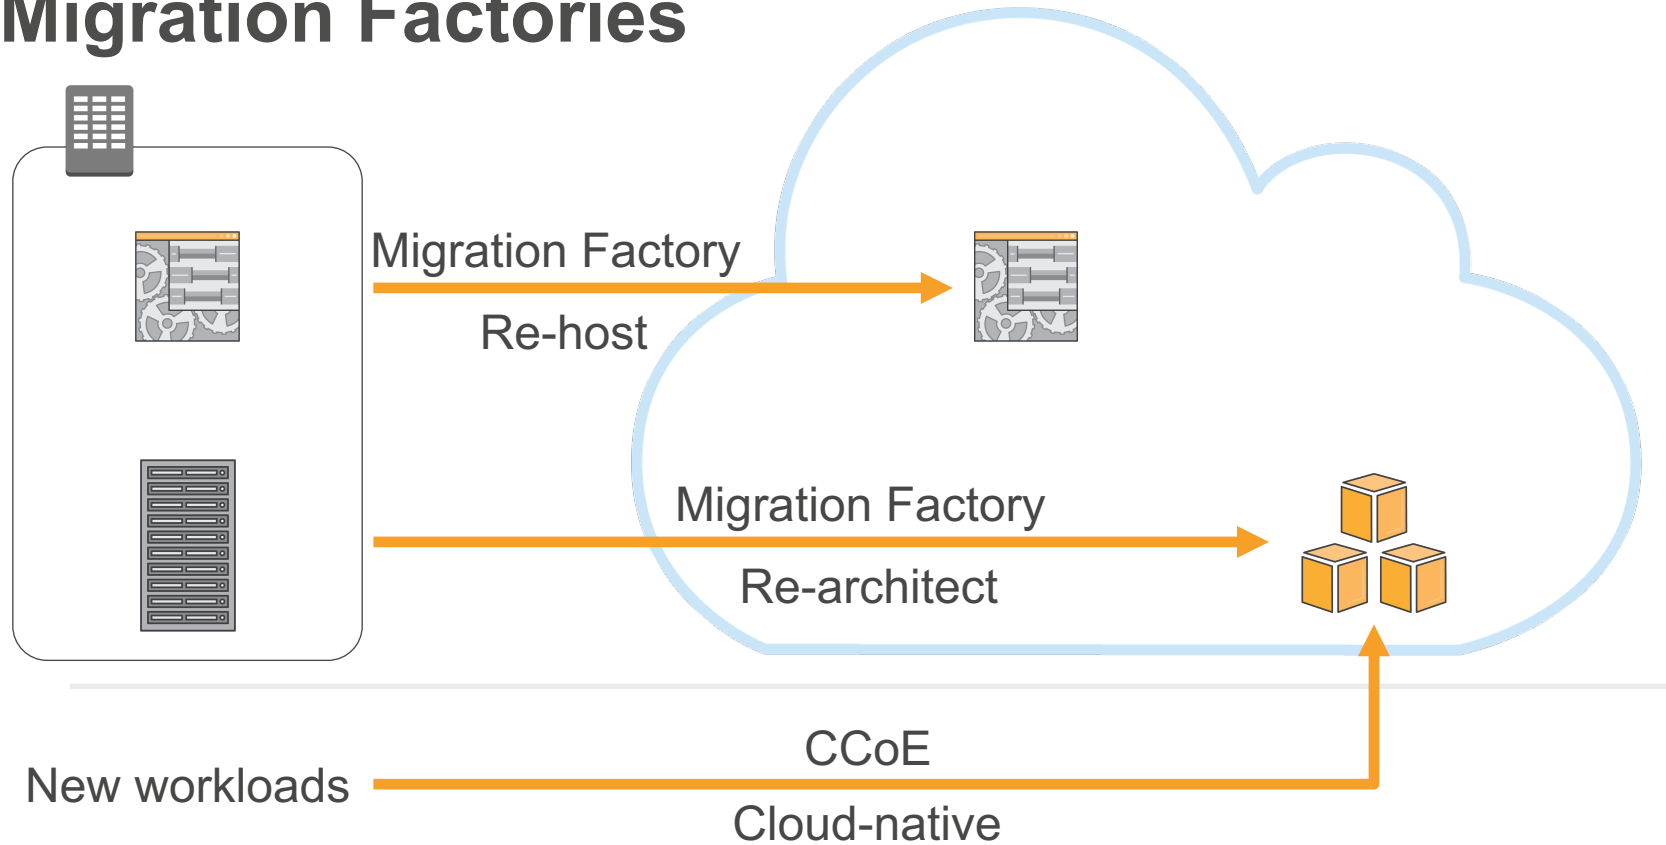 Migration Factories
Migration Factory
Re-host
Migration Factory
Re-architect
CCoE
New workloads
Cloud-native